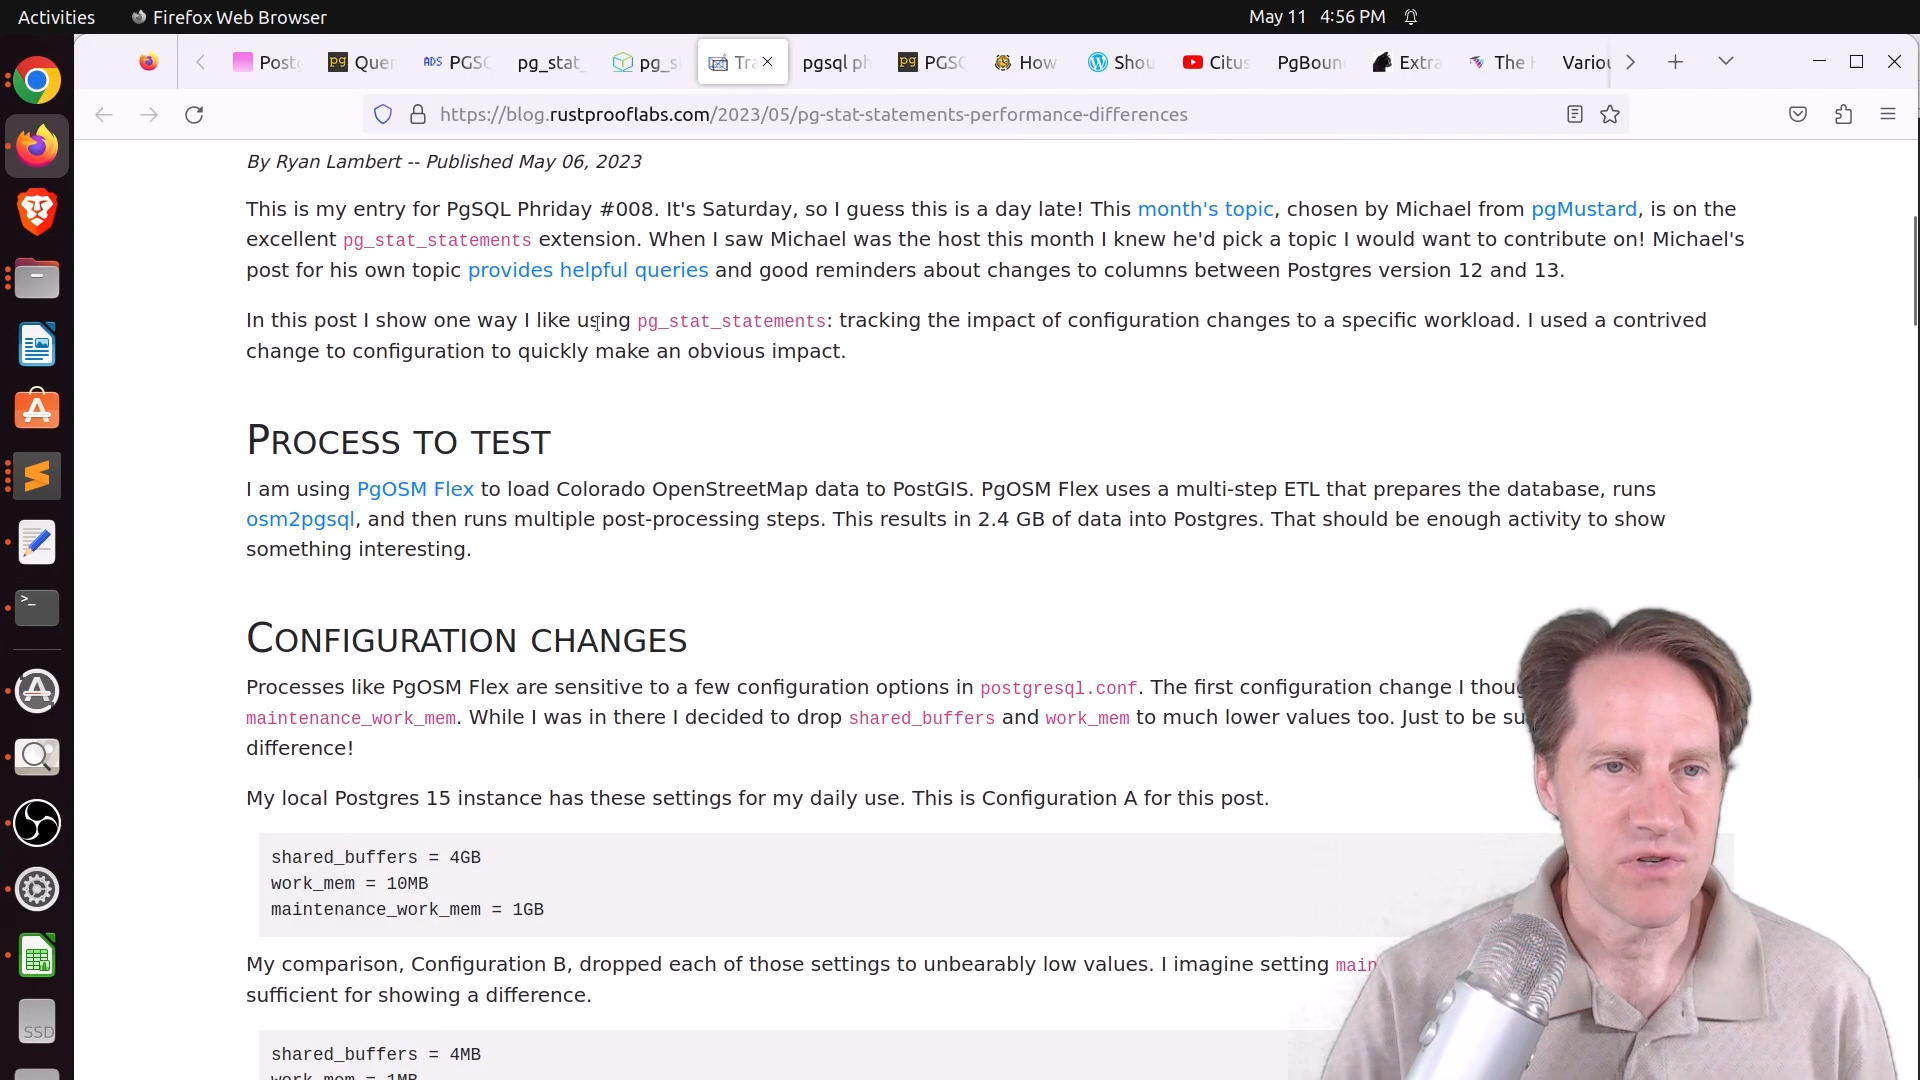 Activities
Firefox Web Browser
May 11 4:56 PM
Post
pg Quer
ADS PGSC
pg_stat_
pg_s
Tra
pgsql ph
pg PGSC
How
Shou
Citus
PgBoun
Extra
The
Variou
https://blog.rustprooflabs.com/2023/05/pg-stat-statements-performance-differences
By Ryan Lambert -- Published May 06, 2023
This is my entry for PgSQL Phriday #008. It's Saturday, so I guess this is a day late! This month's topic, chosen by Michael from pgMustard, is on the
excellent pg_stat_statements extension. When I saw Michael was the host this month I knew he'd pick a topic I would want to contribute on! Michael's
post for his own topic provides helpful queries and good reminders about changes to columns between Postgres version 12 and 13.
In this post I show one way I like using pg_stat_statements: tracking the impact of configuration changes to a specific workload. I used a contrived
change to configuration to quickly make an obvious impact.
PROCESS TO TEST
I am using PgOSM Flex to load Colorado OpenStreetMap data to PostGIS. PgOSM Flex uses a multi-step ETL that prepares the database, runs
osm2pgsql, and then runs multiple post-processing steps. This results in 2.4 GB of data into Postgres. That should be enough activity to show
something interesting.
CONFIGURATION CHANGES
Processes like PgOSM Flex are sensitive to a few configuration options in postgresql.conf. The first configuration change I thoug
maintenance_work_mem. While I was in there I decided to drop shared_buffers and work_mem to much lower values too. Just to be su
difference!
My local Postgres 15 instance has these settings for my daily use. This is Configuration A for this post.
shared_buffers = 4GB
work_mem = 10MB
maintenance_work_mem = 1GB
My comparison, Configuration B, dropped each of those settings to unbearably low values. I imagine setting main
sufficient for showing a difference.
shared_buffers = 4MB
work_mem = 1MB
SSD